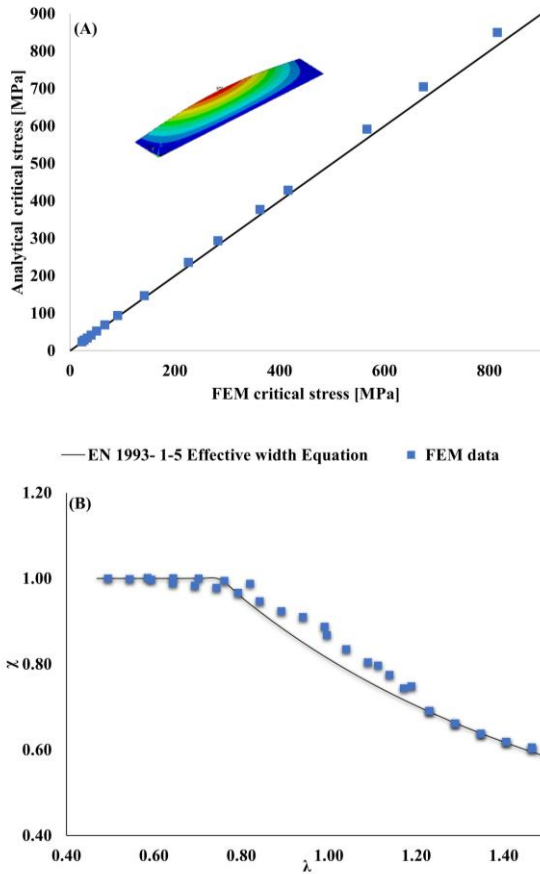 (A)
Analytical critical stress [MPa]
900
800
700
600
500
400
300
200
100
0
0 200 400 600 800
FEM critical stress [MPa]
EN 1993- 1-5 Effective width Equation FEM data
(B)
χ
1.20
1.00
0.80
0.60
0.40
0.40 0.60 0.80 1.00 1.20 1.40
λ